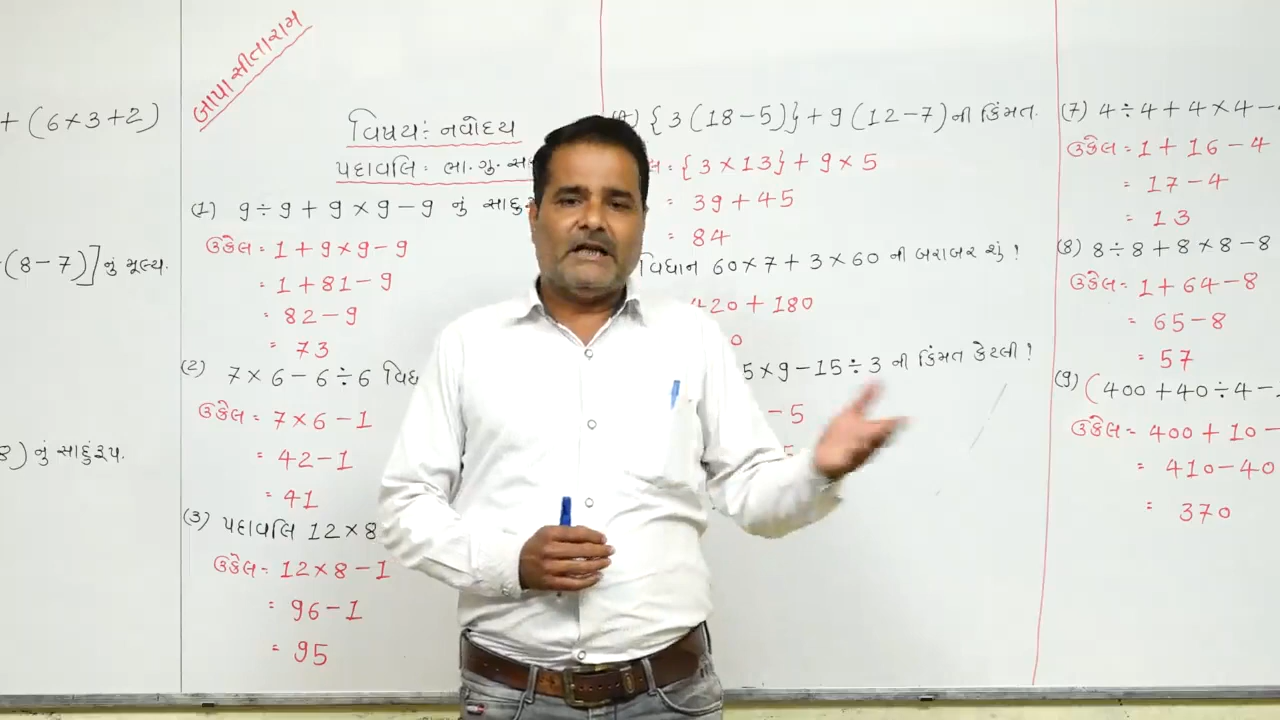 + (6×3+2)
(8-7)] નું મૂલ્ય.
8) નું સાદુંરૂપ.
બાપા સીતારામ
વિષય: નવોદય
પદાવલિ : ભા.ગુ.સ
(1) 9÷9+9×9-9 નું સાદુંરૂ
ઉકેલ = 1+9×9-9
= 1+81-9
= 82-9
= 73
(2) 7×6-6÷6 વિધ
ઉકેલ = 7×6-1
= 42-1
= 41
(3) પદાવલિ 12×8
ઉકેલ = 12×8-1
= 96-1
= 95
{3(18-5)}+9(12-7) ની કિંમત.
લ = {3×13}+9×5
= 39+45
= 84
વિધાન 60×7+3×60 ની બરાબર શું !
420+180
0
5×9-15÷3 ની કિંમત કેટલી !
-5
5
(7) 4÷4+4×4-
ઉકેલ = 1+16-4
= 17-4
= 13
(8) 8÷8+8×8-8
ઉકેલ = 1+64-8
= 65-8
= 57
(9) (400+40÷4-
ઉકેલ = 400+10-
= 410-40
= 370